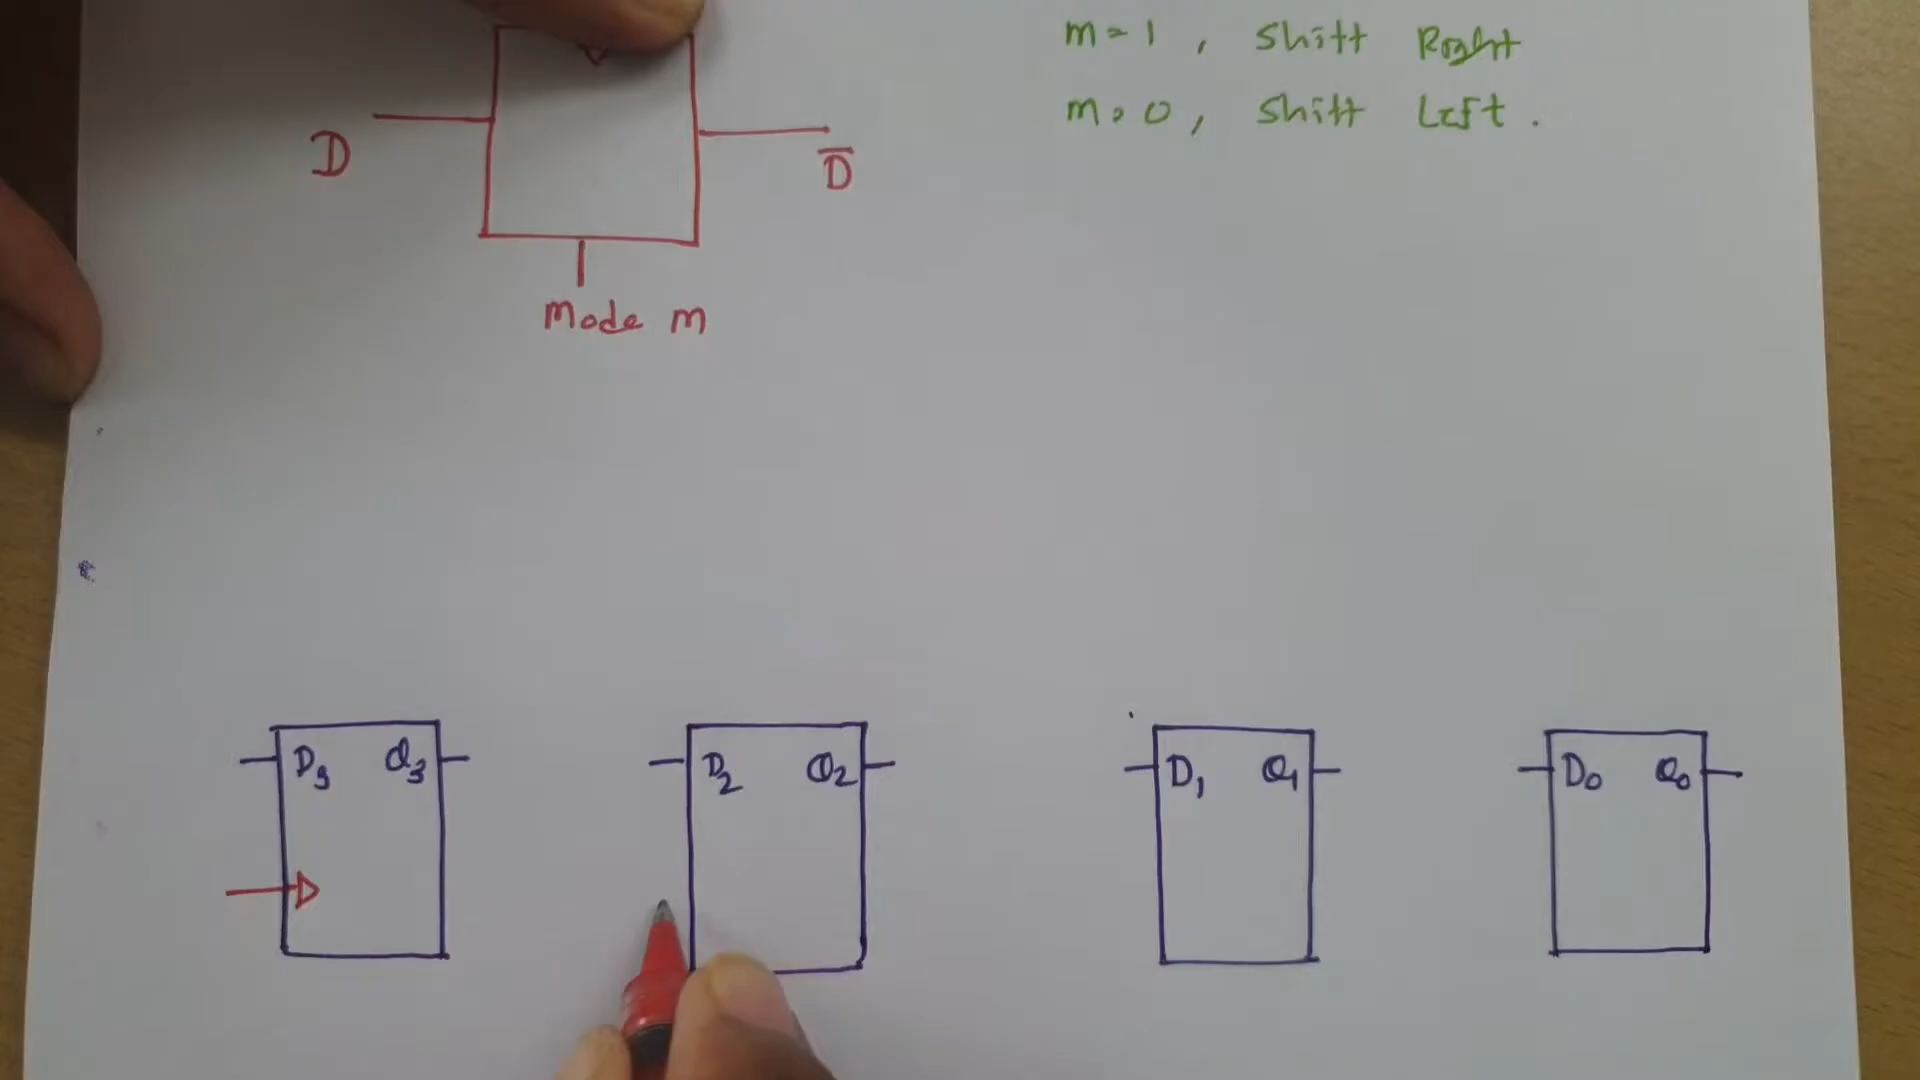 m=1, Shift Right
m=0, Shift Left.
D
D̅
Mode m
D3 Q3
D2 Q2
D1 Q1
D0 Q0